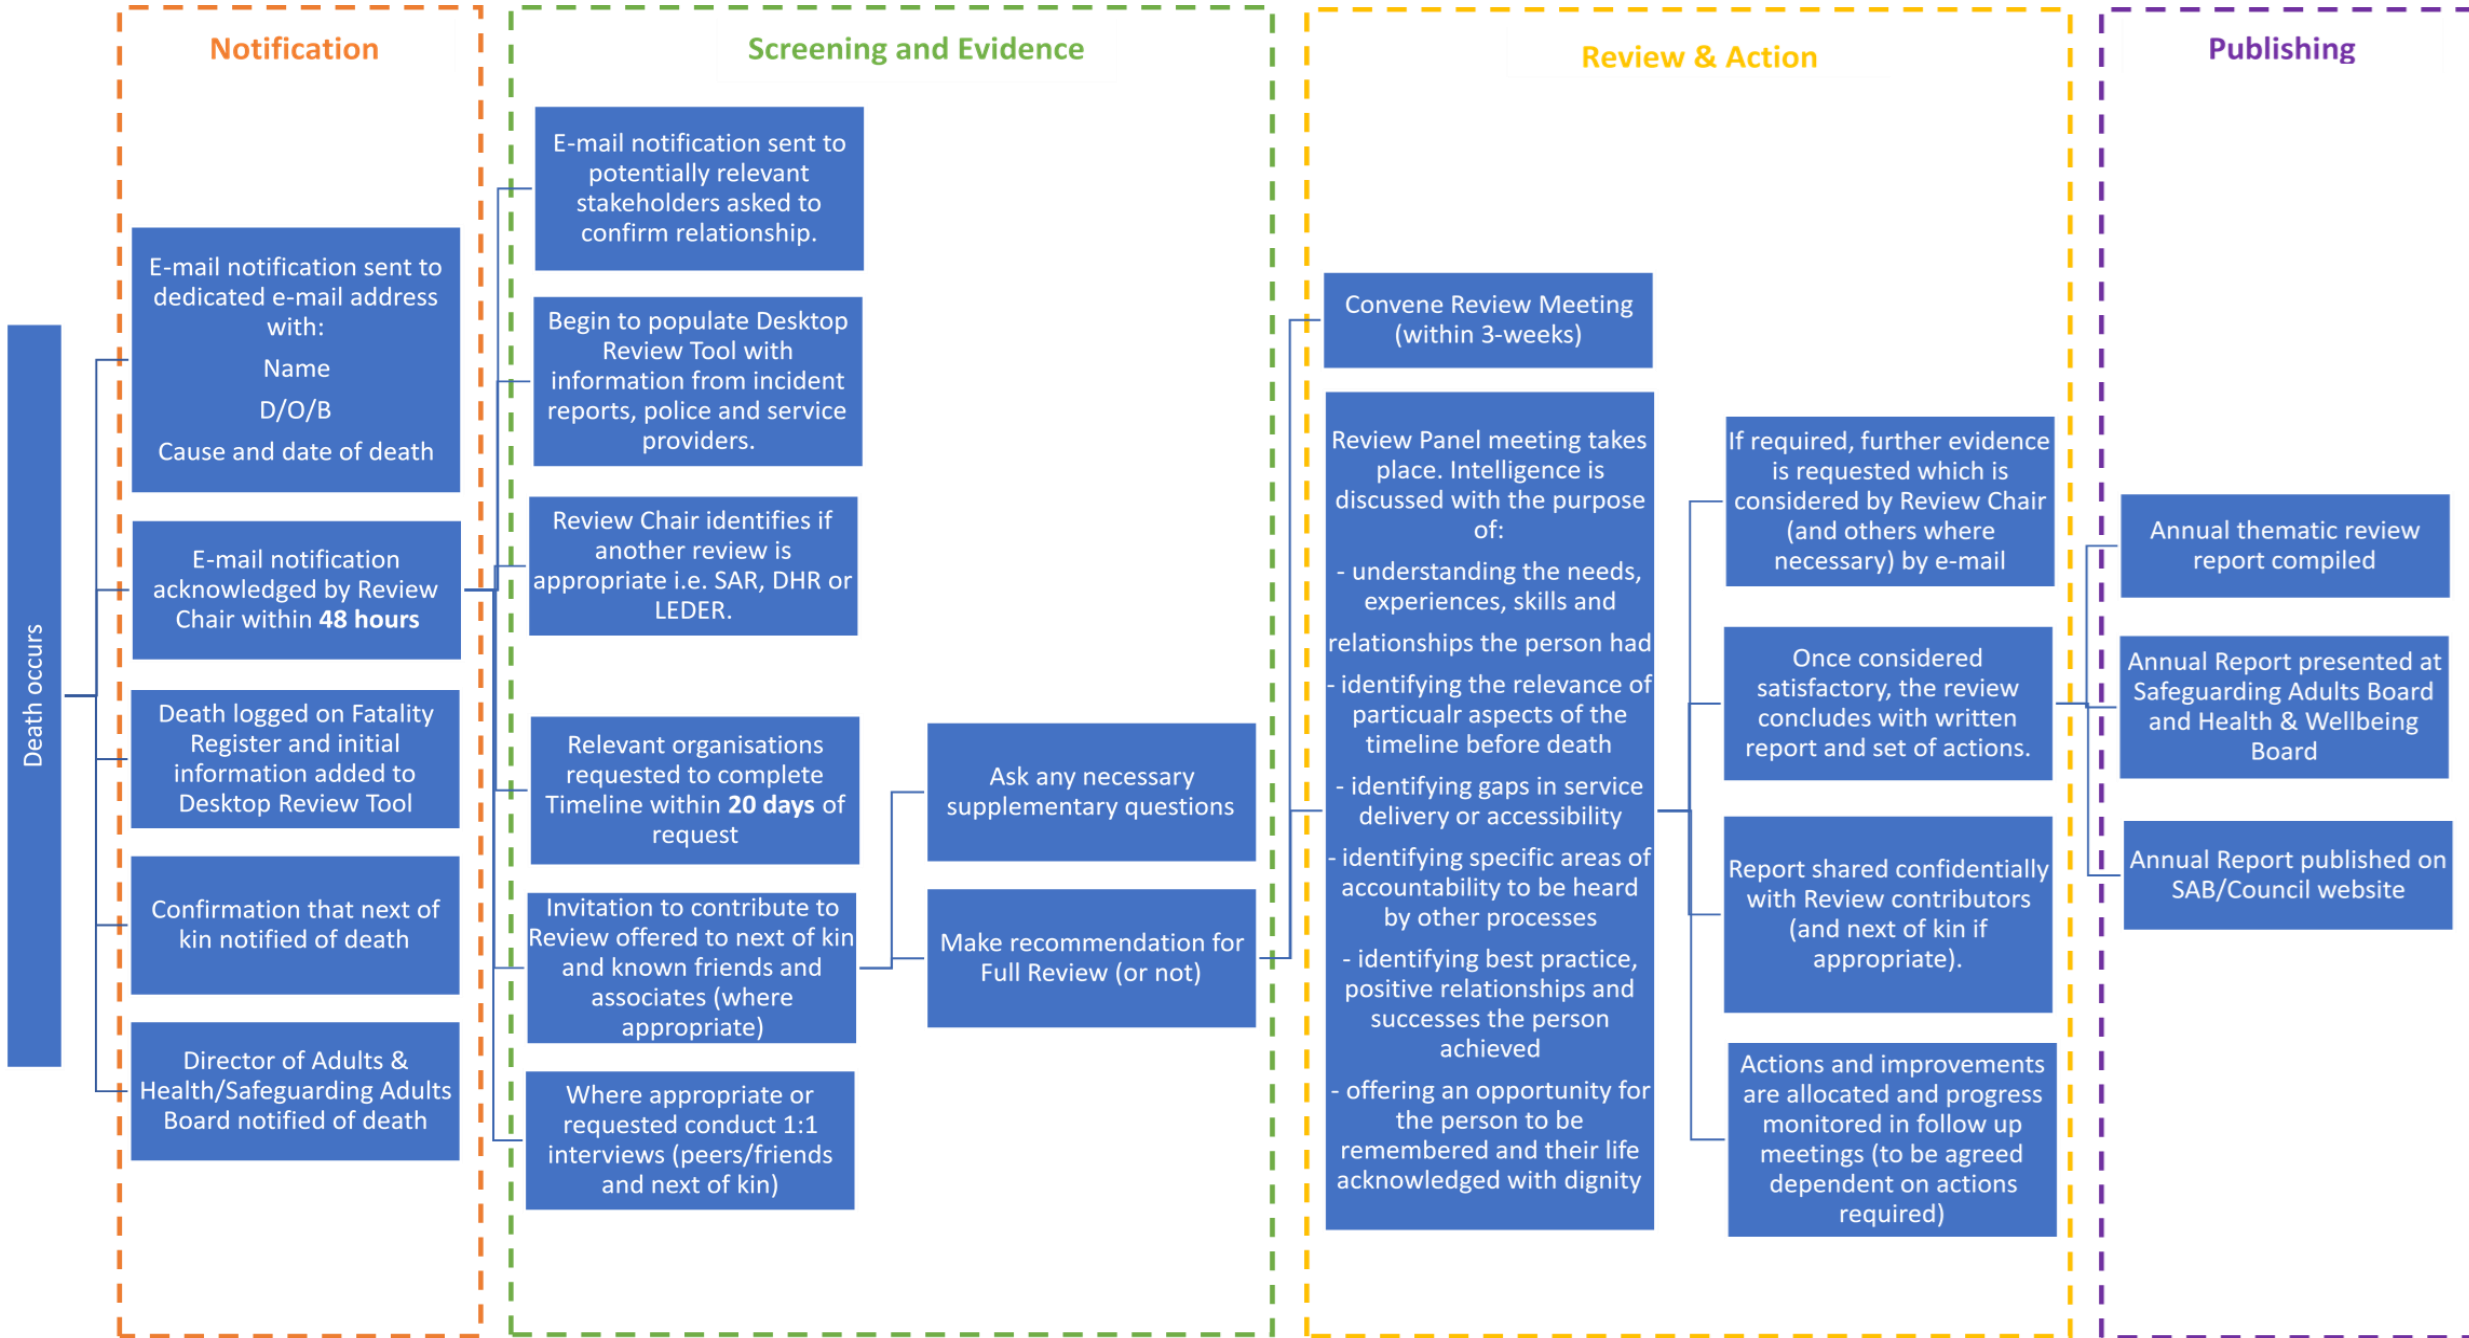 Notification
Screening and Evidence
Review & Action
Publishing
Death occurs
E-mail notification sent to
dedicated e-mail address
with:
Name
D/O/B
Cause and date of death
E-mail notification
acknowledged by Review
Chair within 48 hours
Death logged on Fatality
Register and initial
information added to
Desktop Review Tool
Confirmation that next of
kin notified of death
Director of Adults &
Health/Safeguarding Adults
Board notified of death
E-mail notification sent to
potentially relevant
stakeholders asked to
confirm relationship.
Begin to populate Desktop
Review Tool with
information from incident
reports, police and service
providers.
Review Chair identifies if
another review is
appropriate i.e. SAR, DHR or
LEDER.
Relevant organisations
requested to complete
Timeline within 20 days of
request
Invitation to contribute to
Review offered to next of kin
and known friends and
associates (where
appropriate)
Where appropriate or
requested conduct 1:1
interviews (peers/friends
and next of kin)
Ask any necessary
supplementary questions
Make recommendation for
Full Review (or not)
Convene Review Meeting
(within 3-weeks)
Review Panel meeting takes
place. Intelligence is
discussed with the purpose
of:
- understanding the needs,
experiences, skills and
relationships the person had
- identifying the relevance of
particualr aspects of the
timeline before death
- identifying gaps in service
delivery or accessibility
- identifying specific areas of
accountability to be heard
by other processes
- identifying best practice,
positive relationships and
successes the person
achieved
- offering an opportunity for
the person to be
remembered and their life
acknowledged with dignity
If required, further evidence
is requested which is
considered by Review Chair
(and others where
necessary) by e-mail
Once considered
satisfactory, the review
concludes with written
report and set of actions.
Report shared confidentially
with Review contributors
(and next of kin if
appropriate).
Actions and improvements
are allocated and progress
monitored in follow up
meetings (to be agreed
dependent on actions
required)
Annual thematic review
report compiled
Annual Report presented at
Safeguarding Adults Board
and Health & Wellbeing
Board
Annual Report published on
SAB/Council website